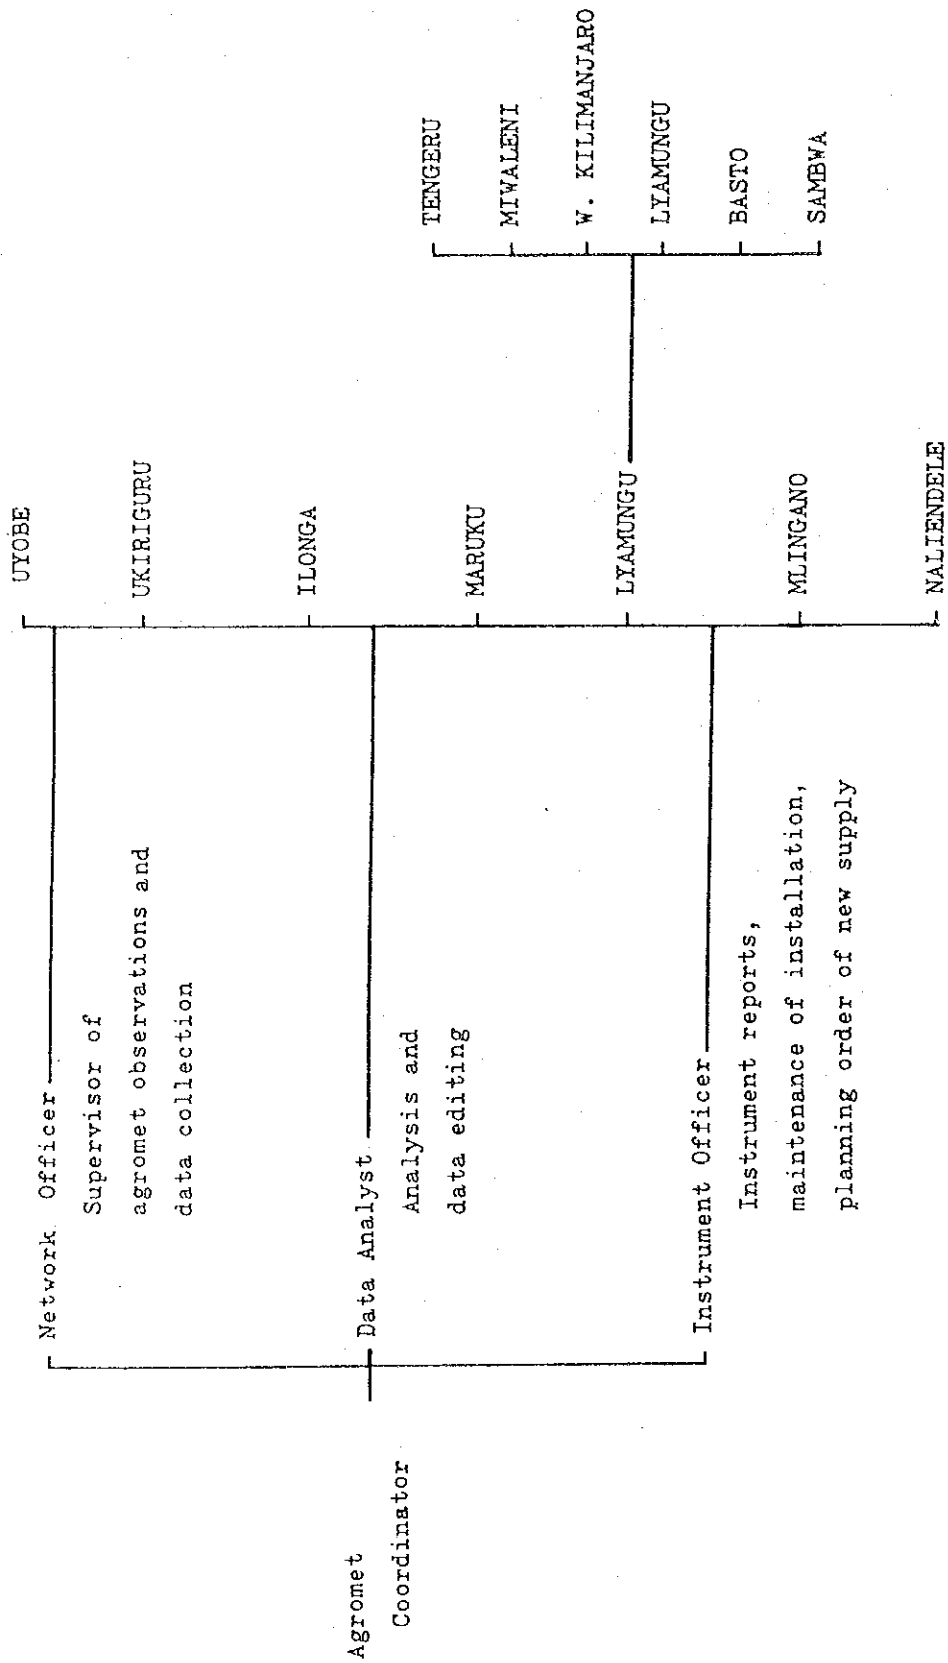 Agromet
Coordinator
Network Officer
Supervisor of
agromet observations and
data collection
Data Analyst
Analysis and
data editing
Instrument Officer
Instrument reports,
maintenance of installation,
planning order of new supply
UYOBE
UKIRIGURU
ILONGA
MARUKU
LYAMUNGU
MLINGANO
NALIENDELE
TENGERU
MIWALENI
W. KILIMANJARO
LYAMUNGU
BASTO
SAMBWA